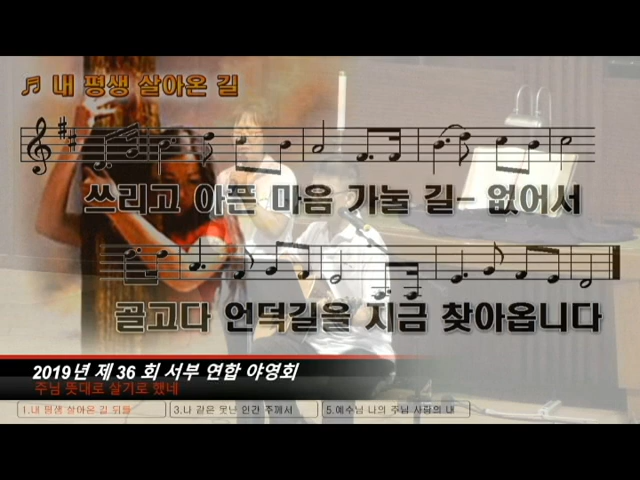 ♬ 내 평생 살아온 길
쓰리고 아픈 마음 가눌 길- 없어서
골고다 언덕길을 지금 찾아옵니다
2019년 제 36 회 서부 연합 야영회
주님 뜻대로 살기로 했네
1.내 평생 살아온 길 뒤를
3.나 같은 못난 인간 주께서
5.예수님 나의 주님 사랑의 내